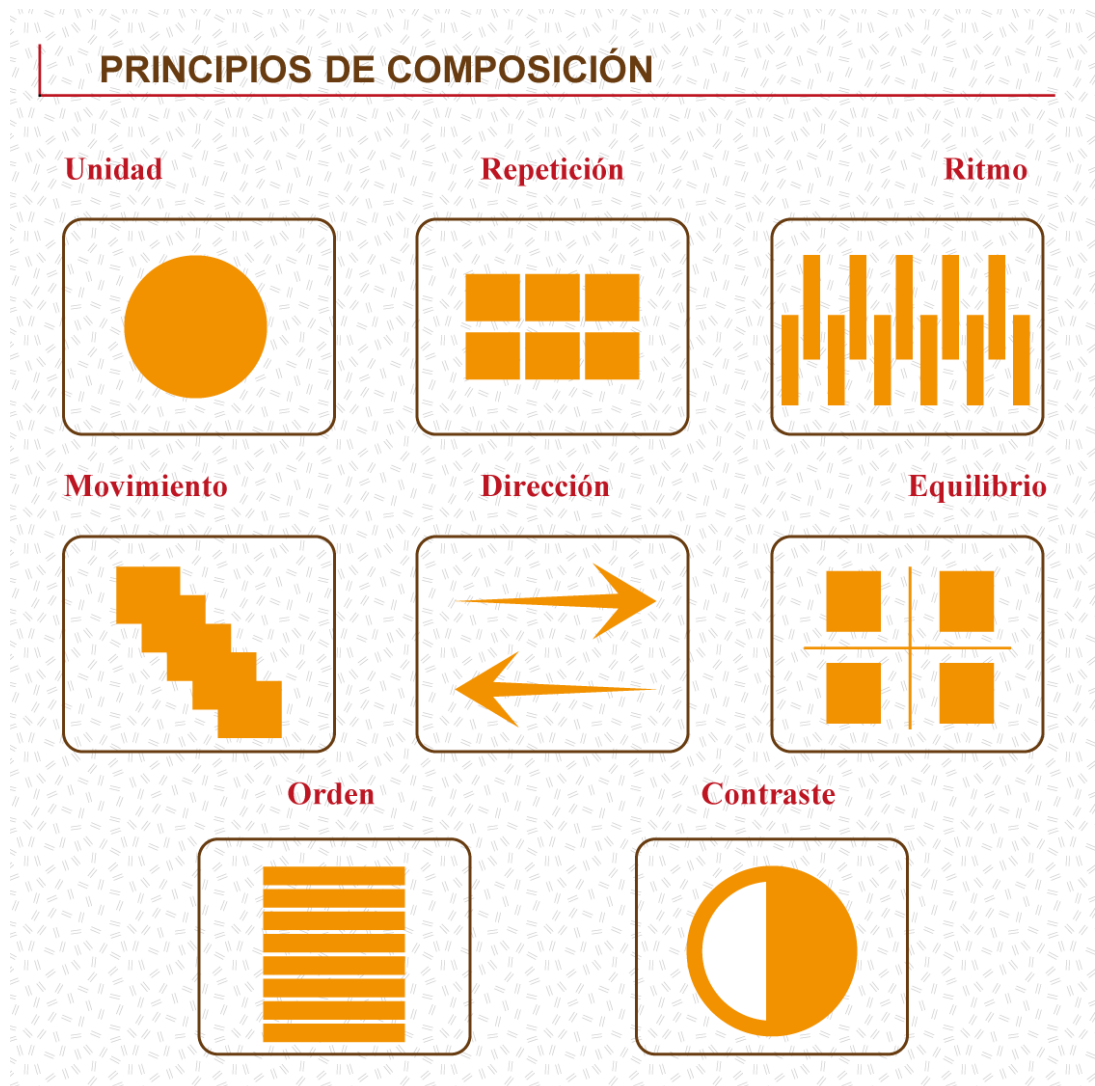 PRINCIPIOS DE COMPOSICIÓN
Unidad
Repetición
Ritmo
Movimiento
Dirección
Equilibrio
Orden
Contraste